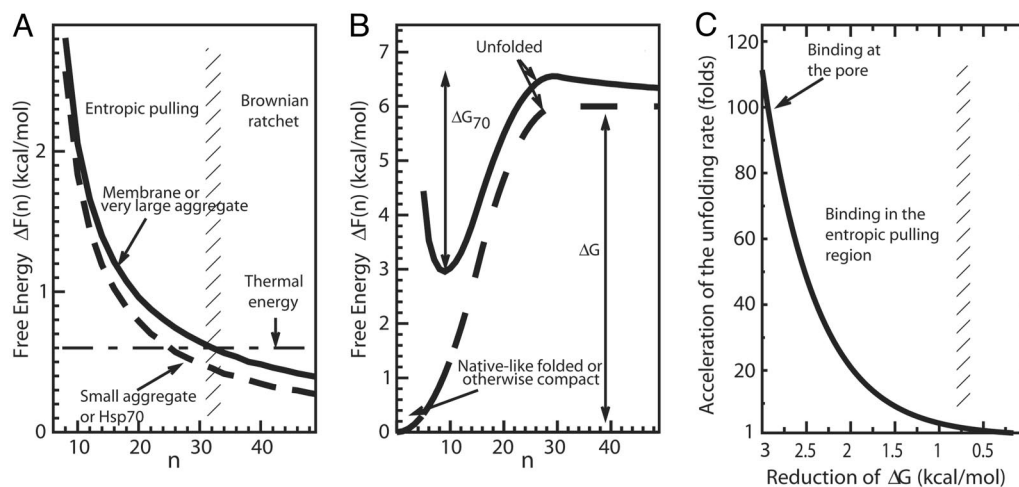 A
Free Energy ΔF(n) (kcal/mol)
2
1
0
Entropic pulling
Brownian
ratchet
Membrane or
very large aggregate
Thermal
energy
Small aggregate
or Hsp70
10 20 30 40
n
B
Free Energy ΔF(n) (kcal/mol)
7
6
5
4
3
2
1
0
Unfolded
ΔG70
ΔG
Native-like folded or
otherwise compact
0 10 20 30 40
n
C
Acceleration of the unfolding rate (folds)
120
100
80
60
40
20
1
Binding at
the pore
Binding in the
entropic pulling
region
3 2.5 2 1.5 1 0.5
Reduction of ΔG (kcal/mol)